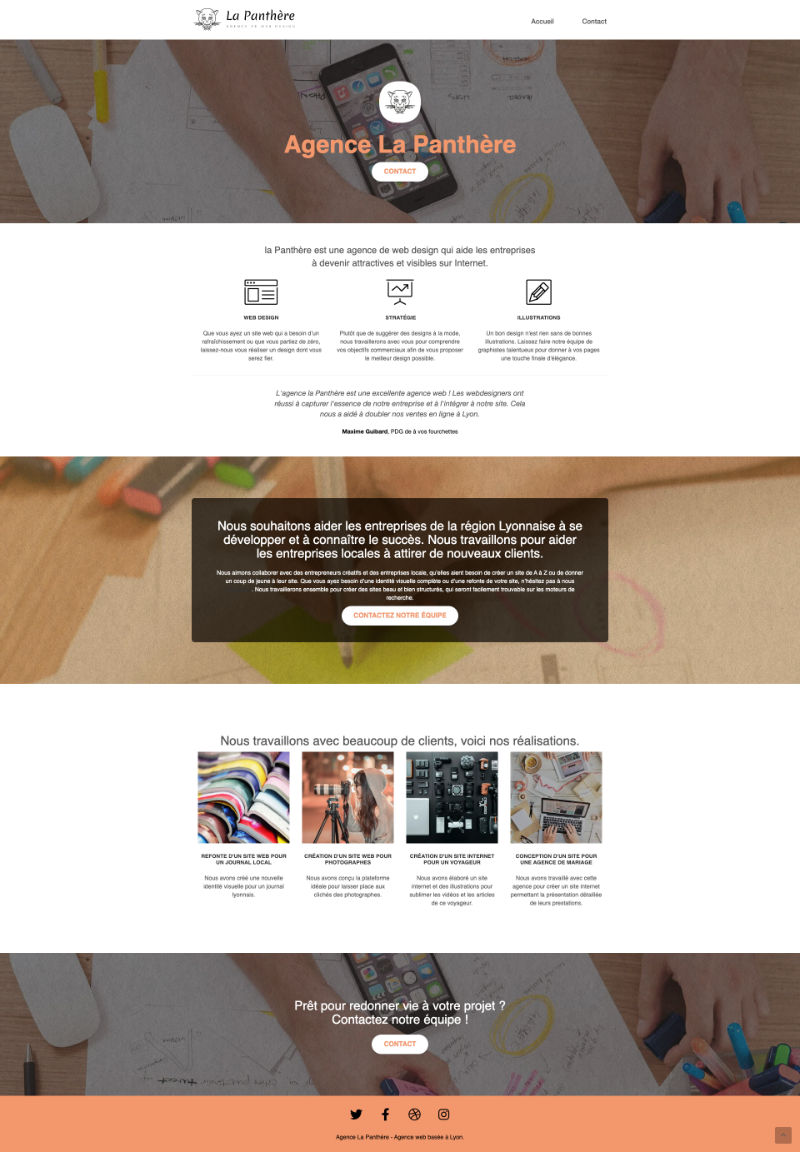 La Panthère
AGENCE DE WEB DESIGN
Accueil
Contact
Agence La Panthère
CONTACT
la Panthère est une agence de web design qui aide les entreprises
à devenir attractives et visibles sur Internet.
WEB DESIGN
Que vous ayez un site web qui a besoin d'un
rafraîchissement ou que vous partiez de zéro,
laissez-nous vous réaliser un design dont vous
serez fier.
STRATÉGIE
Plutôt que de suggérer des designs à la mode,
nous travaillerons avec vous pour comprendre
vos objectifs commerciaux afin de vous proposer
le meilleur design possible.
ILLUSTRATIONS
Un bon design n'est rien sans de bonnes
illustrations. Laissez faire notre équipe de
graphistes talentueux pour donner à vos pages
une touche finale d'élégance.
L'agence la Panthère est une excellente agence web ! Les webdesigners ont
réussi à capturer l'essence de notre entreprise et à l'intégrer à notre site. Cela
nous a aidé à doubler nos ventes en ligne à Lyon.
Maxime Guibard, PDG de à vos fourchettes
Nous souhaitons aider les entreprises de la région Lyonnaise à se
développer et à connaître le succès. Nous travaillons pour aider
les entreprises locales à attirer de nouveaux clients.
Nous aimons collaborer avec des entrepreneurs créatifs et des entreprises locale, qu'elles aient besoin de créer un site de A à Z ou de donner
un coup de jeune à leur site. Que vous ayez besoin d'une identité visuelle complète ou d'une refonte de votre site, n'hésitez pas à nous
. Nous travaillerons ensemble pour créer des sites beau et bien structurés, qui seront facilement trouvable sur les moteurs de
recherche.
CONTACTEZ NOTRE ÉQUIPE
Nous travaillons avec beaucoup de clients, voici nos réalisations.
REFONTE D'UN SITE WEB POUR
UN JOURNAL LOCAL
Nous avons créé une nouvelle
identité visuelle pour un journal
lyonnais.
CRÉATION D'UN SITE WEB POUR
PHOTOGRAPHES
Nous avons conçu la plateforme
idéale pour laisser place aux
clichés des photographes.
CRÉATION D'UN SITE INTERNET
POUR UN VOYAGEUR
Nous avons élaboré un site
internet et des illustrations pour
sublimer les vidéos et les articles
de ce voyageur.
CONCEPTION D'UN SITE POUR
UNE AGENCE DE MARIAGE
Nous avons travaillé avec cette
agence pour créer un site internet
permettant la présentation détaillée
de leurs prestations.
Prêt pour redonner vie à votre projet ?
Contactez notre équipe !
CONTACT
Agence La Panthère - Agence web basée à Lyon.